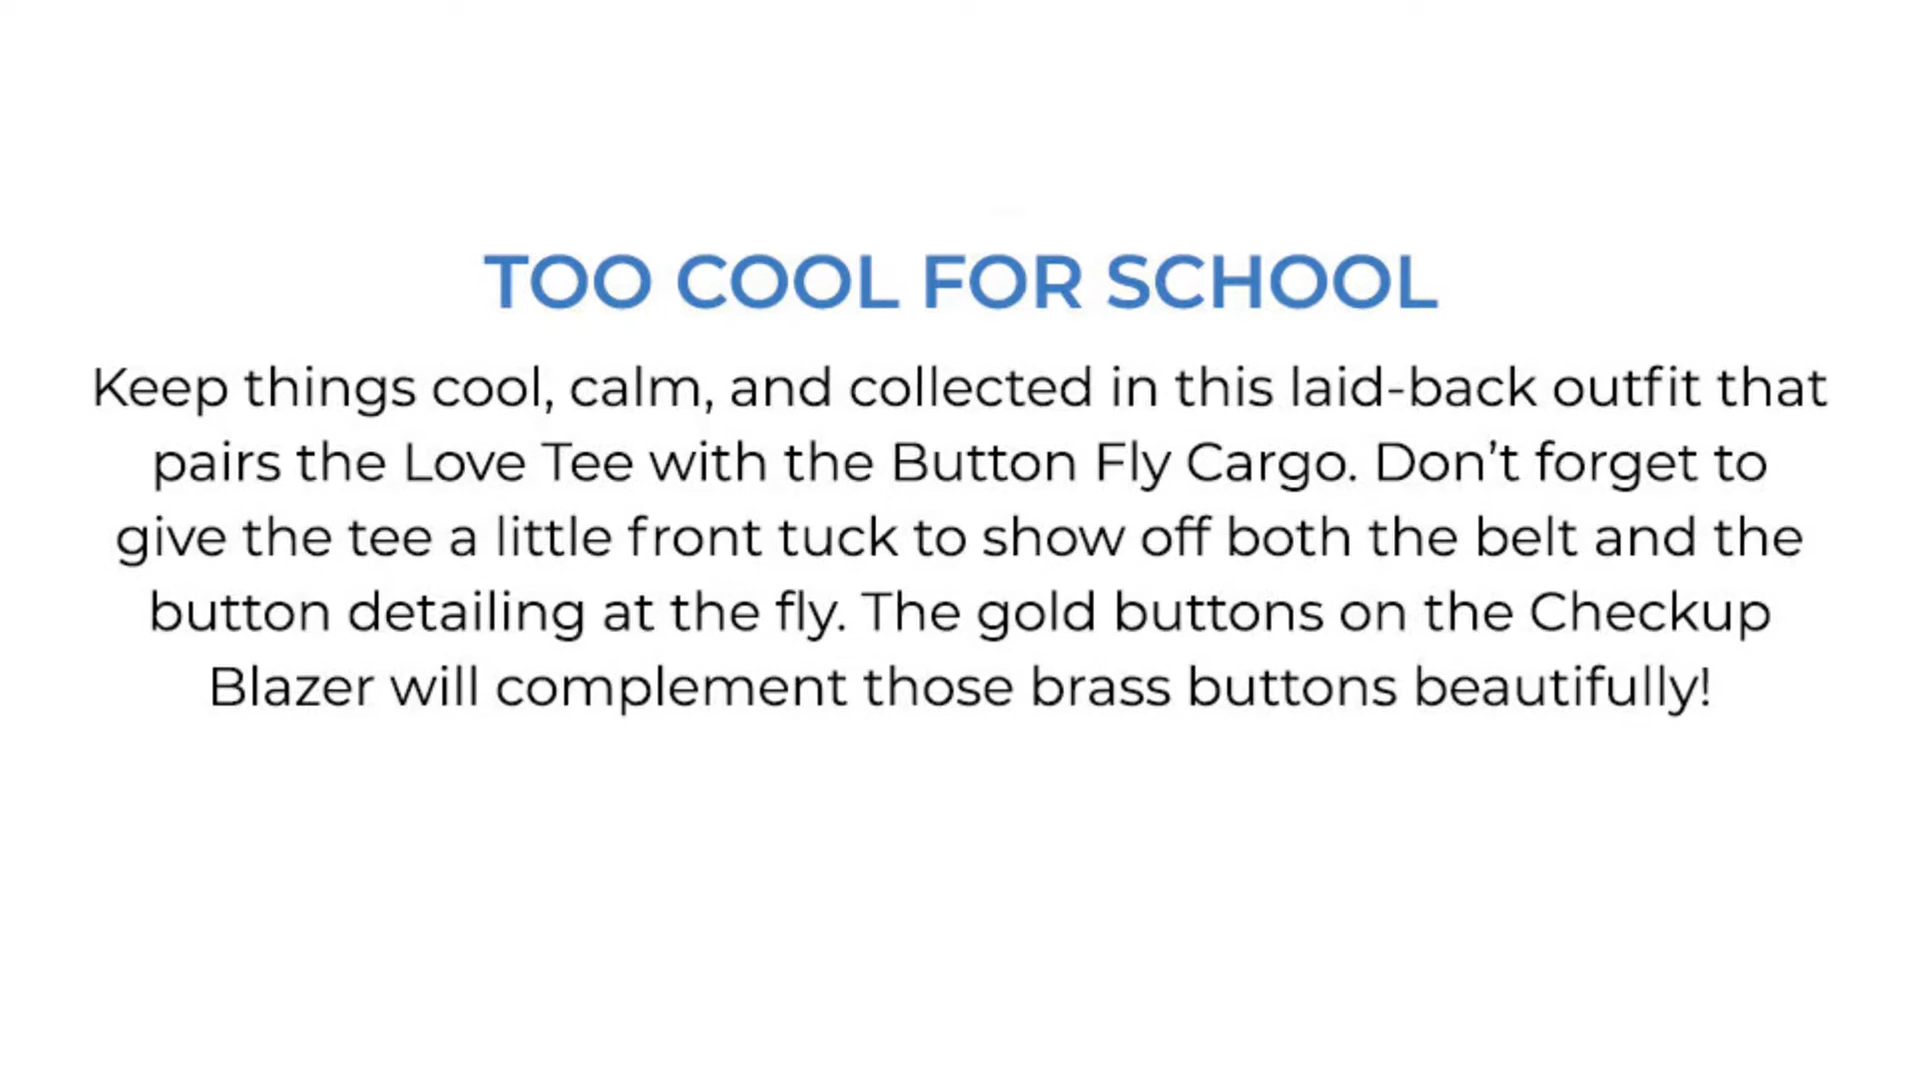 TOO COOL FOR SCHOOL
Keep things cool, calm, and collected in this laid-back outfit that
pairs the Love Tee with the Button Fly Cargo. Don’t forget to
give the tee a little front tuck to show off both the belt and the
button detailing at the fly. The gold buttons on the Checkup
Blazer will complement those brass buttons beautifully!